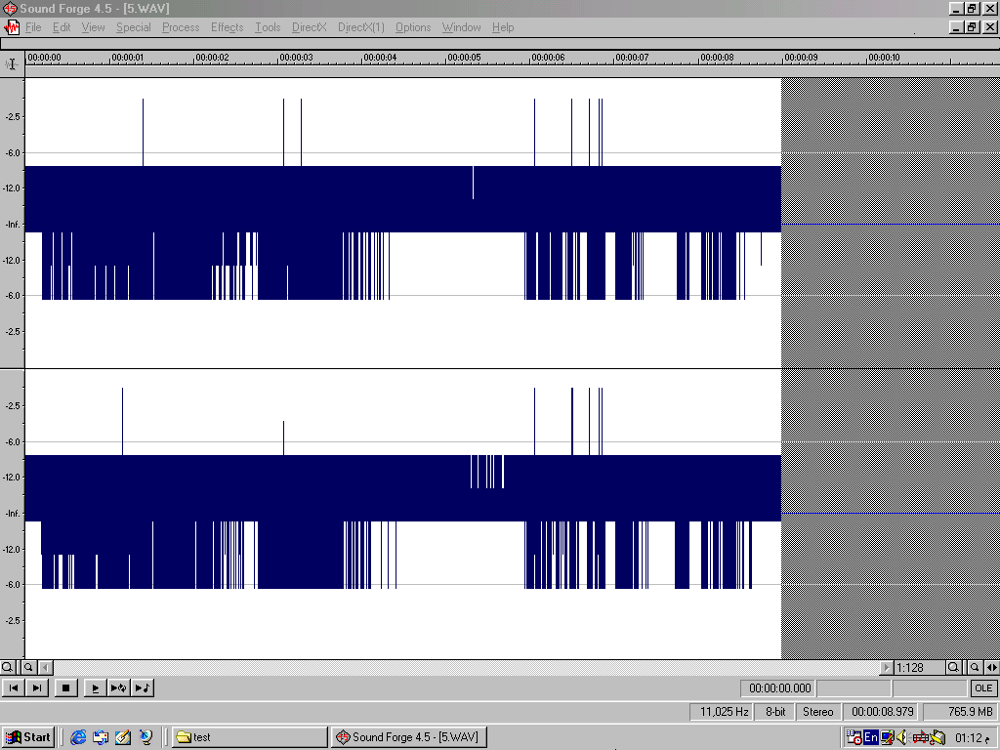 Sound Forge 4.5 - [5.WAV]
File Edit View Special Process Effects Tools DirectX DirectX(1) Options Window Help
00:00:00 00:00:01 00:00:02 00:00:03 00:00:04 00:00:05 00:00:06 00:00:07 00:00:08 00:00:09 00:00:10
-2.5
-6.0
-12.0
-Inf.
-12.0
-6.0
-2.5
-2.5
-6.0
-12.0
-Inf.
-12.0
-6.0
-2.5
1:128
00:00:00.000 OLE
11,025 Hz 8-bit Stereo 00:00:08.979 765.9 MB
Start test Sound Forge 4.5 - [5.WAV] En 01:12 م